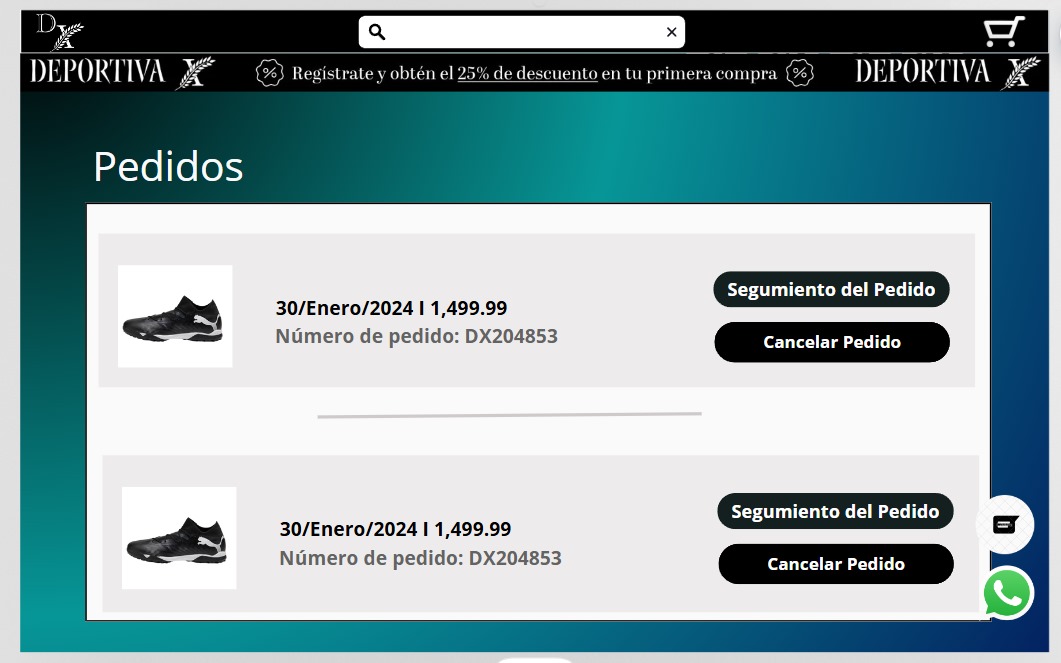 DX
DEPORTIVA X
Regístrate y obtén el 25% de descuento en tu primera compra
DEPORTIVA X
Pedidos
30/Enero/2024 I 1,499.99
Número de pedido: DX204853
Segumiento del Pedido
Cancelar Pedido
30/Enero/2024 I 1,499.99
Número de pedido: DX204853
Segumiento del Pedido
Cancelar Pedido